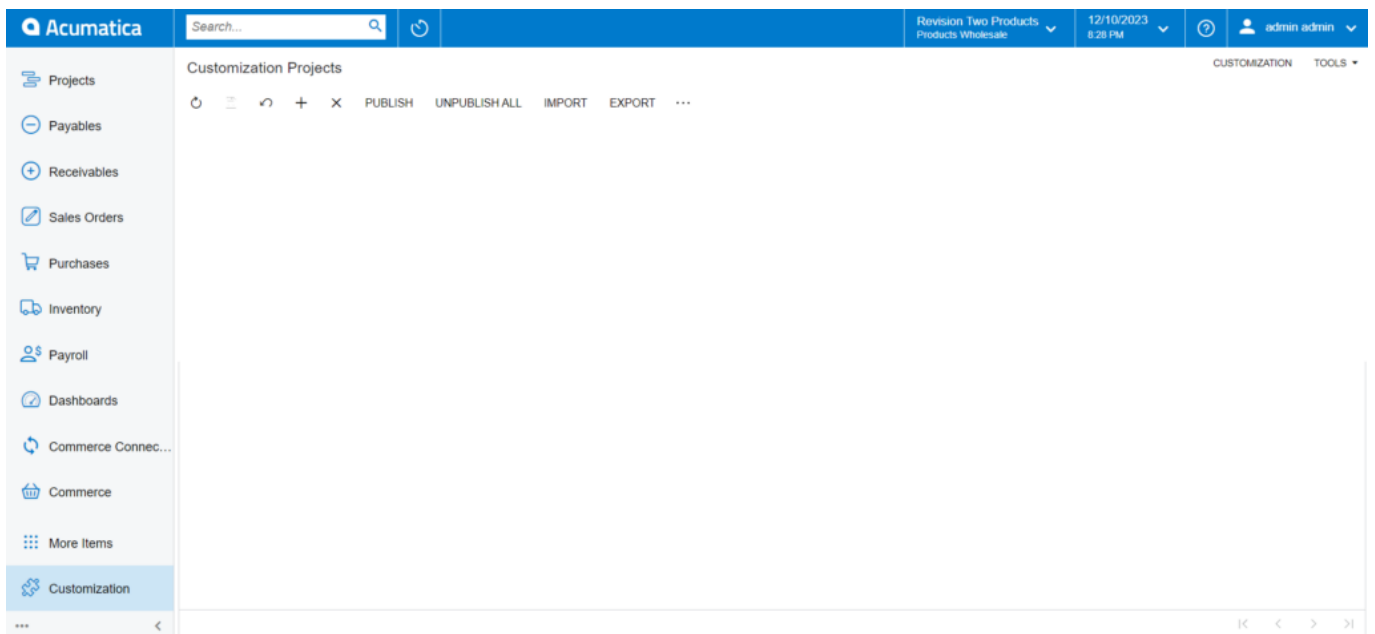 Acumatica
Search...
Revision Two Products
Products Wholesale
12/10/2023
8:28 PM
admin admin
Projects
Payables
Receivables
Sales Orders
Purchases
Inventory
Payroll
Dashboards
Commerce Connec...
Commerce
More Items
Customization
Customization Projects
CUSTOMIZATION TOOLS
PUBLISH UNPUBLISH ALL IMPORT EXPORT ...